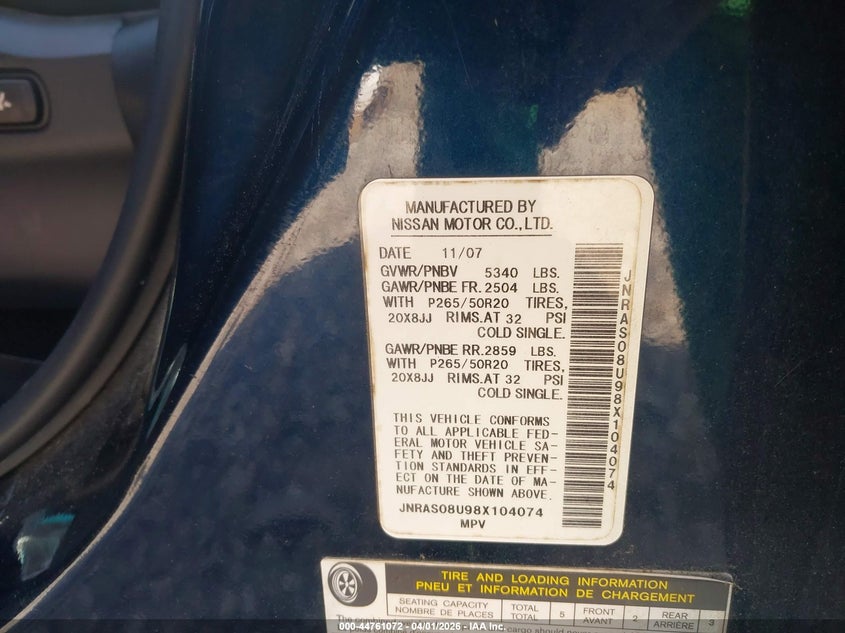 MANUFACTURED BY
NISSAN MOTOR CO., LTD.
DATE 11/07
GVWR/PNBV 5340 LBS.
GAWR/PNBE FR. 2504 LBS.
WITH P265/50R20 TIRES,
20X8JJ RIMS. AT 32 PSI
COLD SINGLE.
GAWR/PNBE RR. 2859 LBS.
WITH P265/50R20 TIRES,
20X8JJ RIMS. AT 32 PSI
COLD SINGLE.
THIS VEHICLE CONFORMS
TO ALL APPLICABLE FED-
ERAL MOTOR VEHICLE SA-
FETY AND THEFT PREVEN-
TION STANDARDS IN EFF-
ECT ON THE DATE OF MA-
NUFACTURE SHOWN ABOVE.
JNRAS08U98X104074
MPV
JNRAS08U98X104074
TIRE AND LOADING INFORMATION
PNEU ET INFORMATION DE CHARGEMENT
SEATING CAPACITY TOTAL 5 FRONT 2 REAR 3
NOMBRE DE PLACES TOTAL AVANT ARRIÈRE
000-44761072 - 04/01/2026 - IAA Inc.